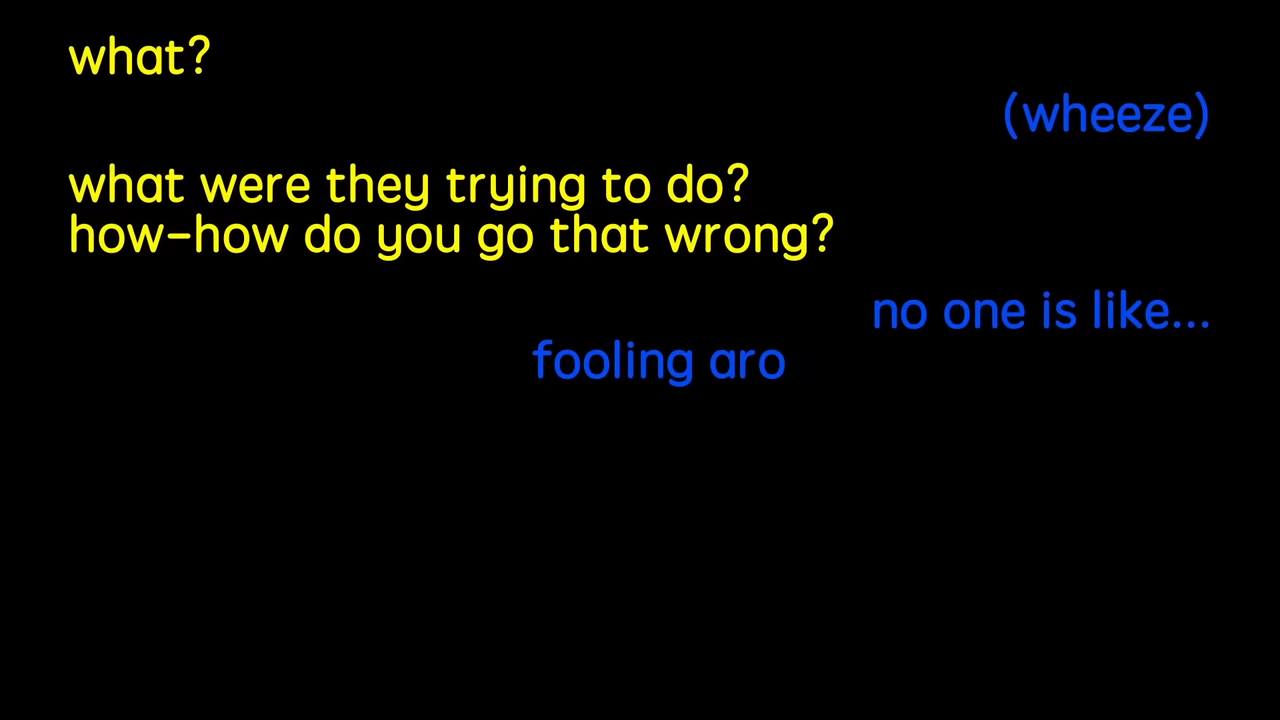 what?
(wheeze)
what were they trying to do?
how-how do you go that wrong?
no one is like...
fooling aro